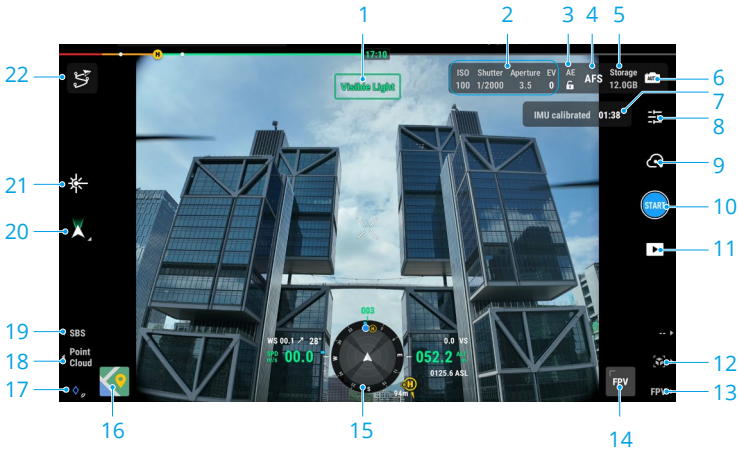 1 2 3 4 5
17:10
H
22
Visible Light
ISO Shutter Aperture EV AE AFS Storage
100 1/2000 3.5 0 12.0GB
6
7
IMU calibrated 01:38
8
9
21
START 10
20
11
003
19 SBS
WS 00.1 28°
0.0 VS
18 Point
Cloud
SPD
m/s 00.0
N
W E
S
052.2 ALT
m
12
0125.6 ASL
17
H
94m
FPV
FPV 13
16 15 14